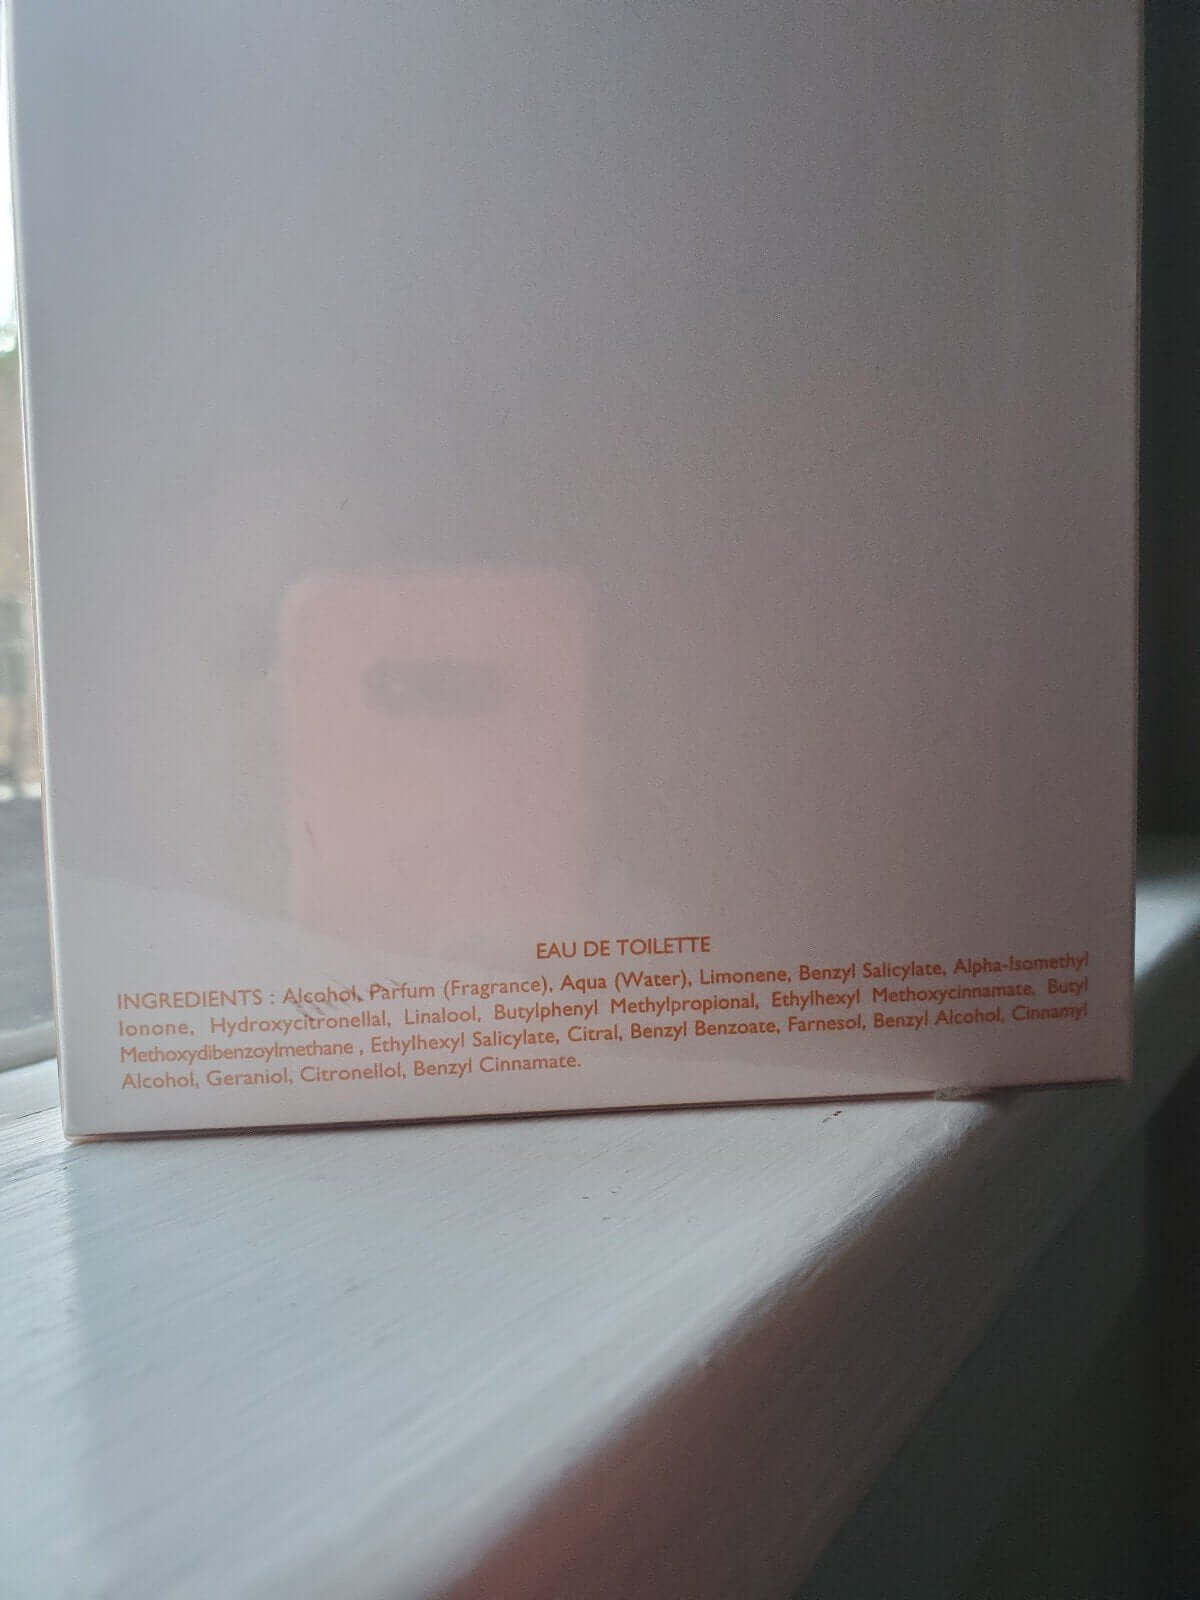 EAU DE TOILETTE
INGREDIENTS : Alcohol, Parfum (Fragrance), Aqua (Water), Limonene, Benzyl Salicylate, Alpha-Isomethyl
Ionone, Hydroxycitronellal, Linalool, Butylphenyl Methylpropional, Ethylhexyl Methoxycinnamate, Butyl
Methoxydibenzoylmethane , Ethylhexyl Salicylate, Citral, Benzyl Benzoate, Farnesol, Benzyl Alcohol, Cinnamyl
Alcohol, Geraniol, Citronellol, Benzyl Cinnamate.